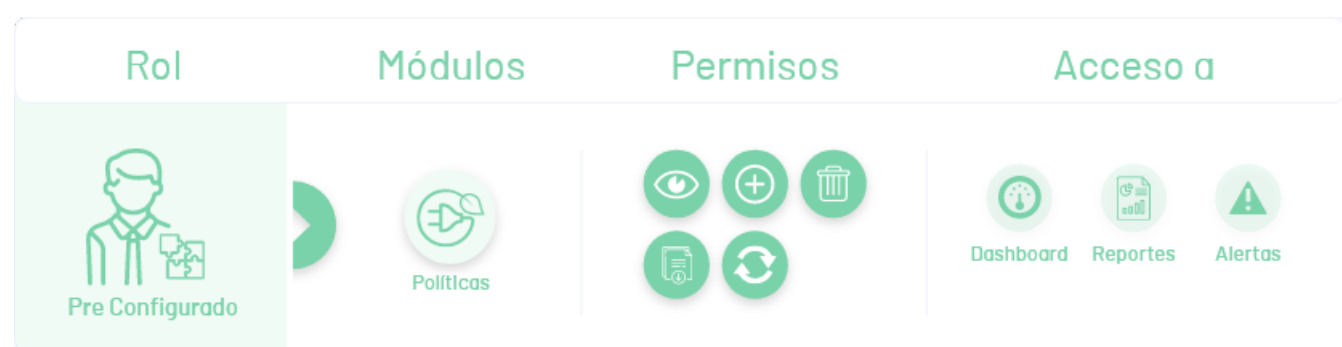 Rol Módulos Permisos Acceso a
Dashboard Reportes Alertas
Políticas
Pre Configurado